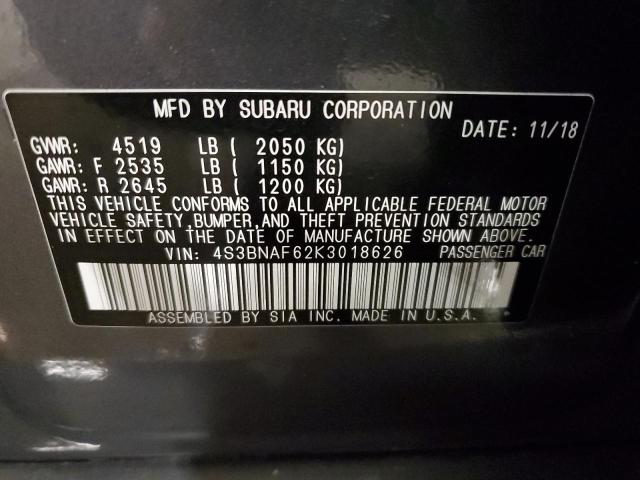 MFD BY SUBARU CORPORATION
DATE: 11/18
GVWR: 4519 LB ( 2050 KG)
GAWR: F 2535 LB ( 1150 KG)
GAWR: R 2645 LB ( 1200 KG)
THIS VEHICLE CONFORMS TO ALL APPLICABLE FEDERAL MOTOR
VEHICLE SAFETY,BUMPER,AND THEFT PREVENTION STANDARDS
IN EFFECT ON THE DATE OF MANUFACTURE SHOWN ABOVE.
VIN: 4S3BNAF62K3018626 PASSENGER CAR
ASSEMBLED BY SIA INC. MADE IN U.S.A. *